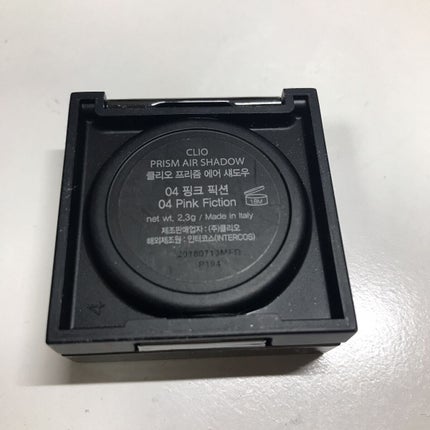 CLIO
PRISM AIR SHADOW
클리오 프리즘 에어 섀도우
04 핑크 픽션
04 Pink Fiction
net wt. 2.3g / Made in Italy
제조판매업자 : (주)클리오
해외제조원 : 인터코스(INTERCOS)
P194